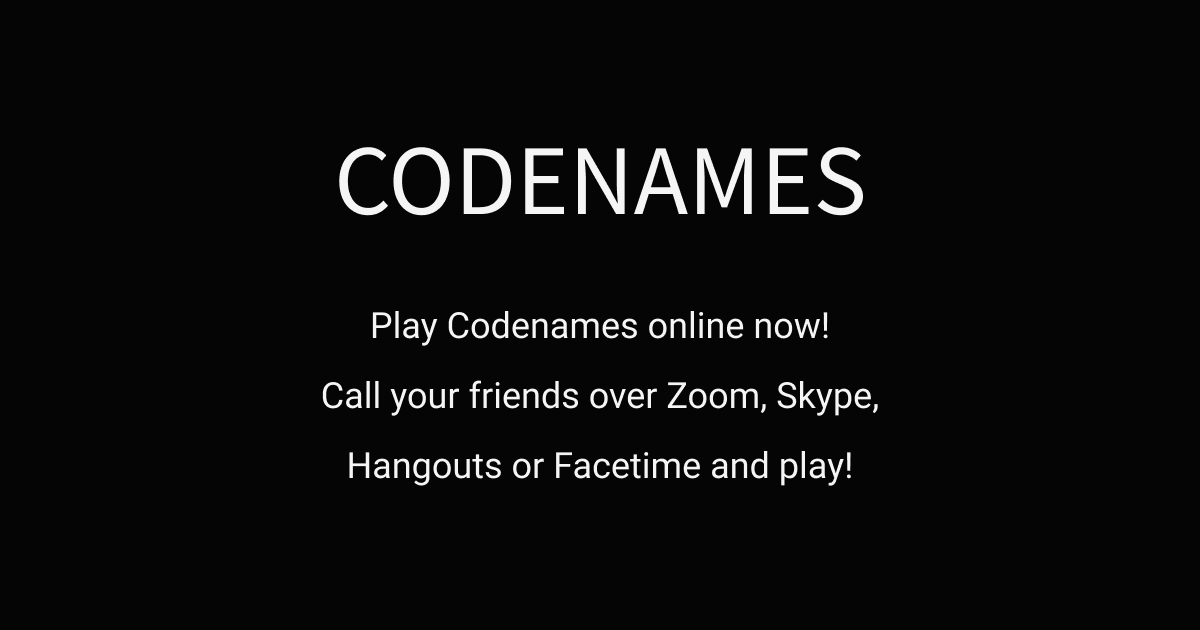 CODENAMES
Play Codenames online now!
Call your friends over Zoom, Skype,
Hangouts or Facetime and play!